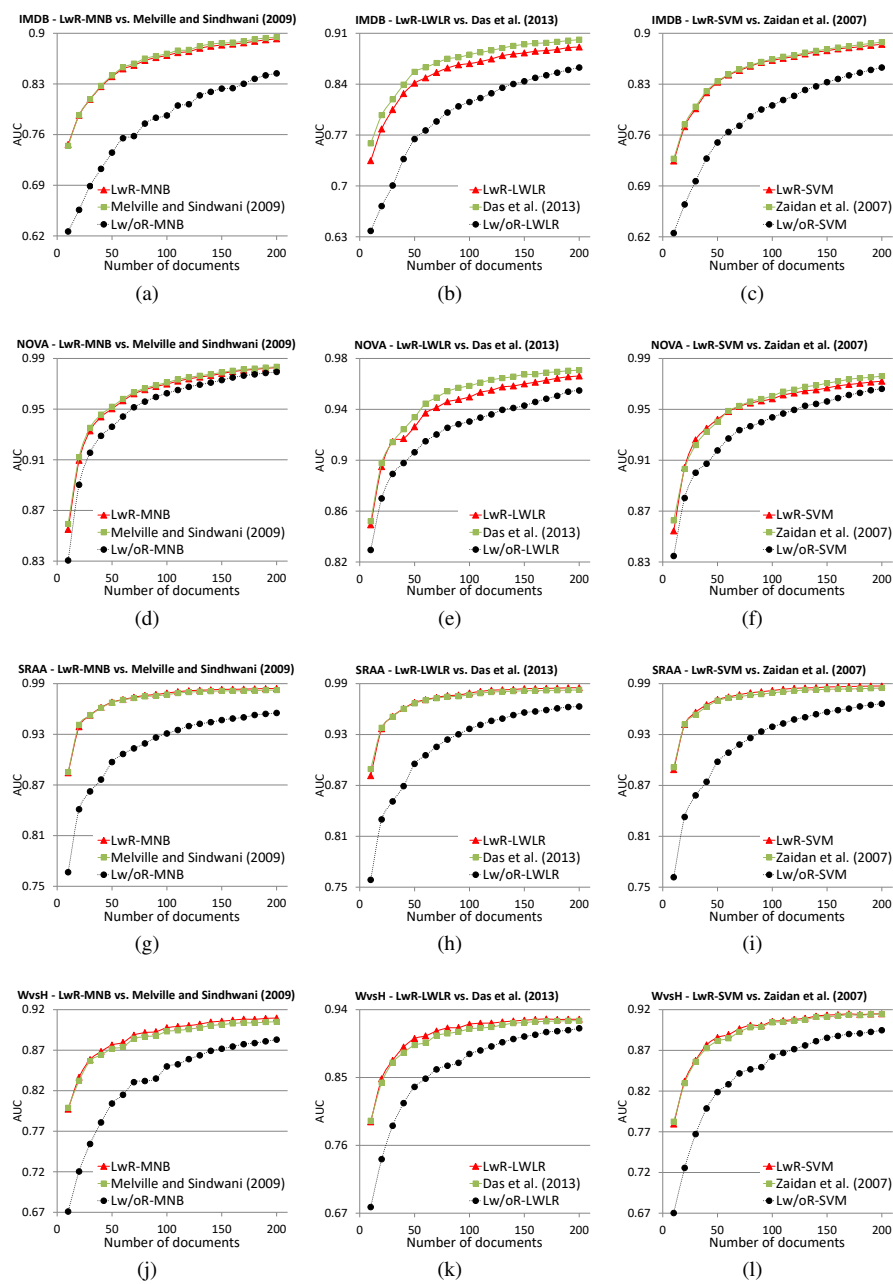 IMDB - LwR-MNB vs. Melville and Sindhwani (2009)
0.9
0.83
0.76
0.69
0.62
AUC
LwR-MNB
Melville and Sindwani (2009)
Lw/oR-MNB
0 50 100 150 200
Number of documents
(a)
IMDB - LwR-LWLR vs. Das et al. (2013)
0.91
0.84
0.77
0.7
0.63
AUC
LwR-LWLR
Das et al. (2013)
Lw/oR-LWLR
0 50 100 150 200
Number of documents
(b)
IMDB - LwR-SVM vs. Zaidan et al. (2007)
0.9
0.83
0.76
0.69
0.62
AUC
LwR-SVM
Zaidan et al. (2007)
Lw/oR-SVM
0 50 100 150 200
Number of documents
(c)
NOVA - LwR-MNB vs. Melville and Sindhwani (2009)
0.99
0.95
0.91
0.87
0.83
AUC
LwR-MNB
Melville and Sindwani (2009)
Lw/oR-MNB
0 50 100 150 200
Number of documents
(d)
NOVA - LwR-LWLR vs. Das et al. (2013)
0.98
0.94
0.9
0.86
0.82
AUC
LwR-LWLR
Das et al. (2013)
Lw/oR-LWLR
0 50 100 150 200
Number of documents
(e)
NOVA - LwR-SVM vs. Zaidan et al. (2007)
0.99
0.95
0.91
0.87
0.83
AUC
LwR-SVM
Zaidan et al. (2007)
Lw/oR-SVM
0 50 100 150 200
Number of documents
(f)
SRAA - LwR-MNB vs. Melville and Sindhwani (2009)
0.99
0.93
0.87
0.81
0.75
AUC
LwR-MNB
Melville and Sindwani (2009)
Lw/oR-MNB
0 50 100 150 200
Number of documents
(g)
SRAA - LwR-LWLR vs. Das et al. (2013)
0.99
0.93
0.87
0.81
0.75
AUC
LwR-LWLR
Das et al. (2013)
Lw/oR-LWLR
0 50 100 150 200
Number of documents
(h)
SRAA - LwR-SVM vs. Zaidan et al. (2007)
0.99
0.93
0.87
0.81
0.75
AUC
LwR-SVM
Zaidan et al. (2007)
Lw/oR-SVM
0 50 100 150 200
Number of documents
(i)
WvsH - LwR-MNB vs. Melville and Sindhwani (2009)
0.92
0.87
0.82
0.77
0.72
0.67
AUC
LwR-MNB
Melville and Sindwani (2009)
Lw/oR-MNB
0 50 100 150 200
Number of documents
(j)
WvsH - LwR-LWLR vs. Das et al. (2013)
0.94
0.85
0.76
0.67
AUC
LwR-LWLR
Das et al. (2013)
Lw/oR-LWLR
0 50 100 150 200
Number of documents
(k)
WvsH - LwR-SVM vs. Zaidan et al. (2007)
0.92
0.87
0.82
0.77
0.72
0.67
AUC
LwR-SVM
Zaidan et al. (2007)
Lw/oR-SVM
0 50 100 150 200
Number of documents
(l)